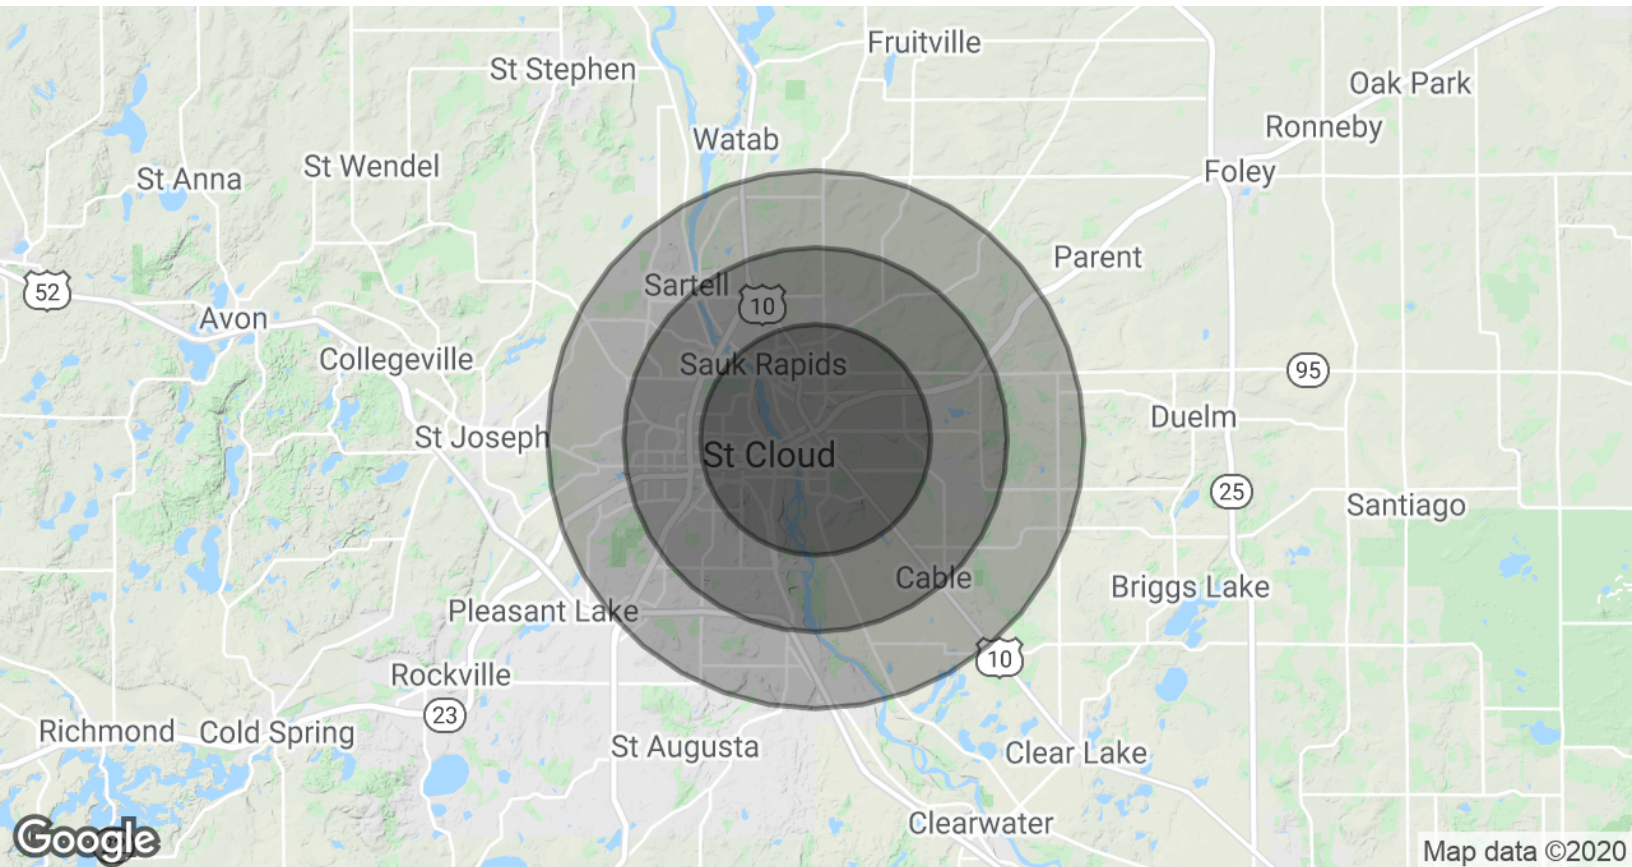 Fruitville
St Stephen
Oak Park
Ronneby
Watab
St Wendel
Foley
St Anna
Parent
Sartell
52
10
Avon
Collegeville
Sauk Rapids
95
Duelm
St Joseph
St Cloud
25
Santiago
Cable
Briggs Lake
Pleasant Lake
10
Rockville
23
Richmond
Cold Spring
St Augusta
Clear Lake
Clearwater
Google
Map data ©2020